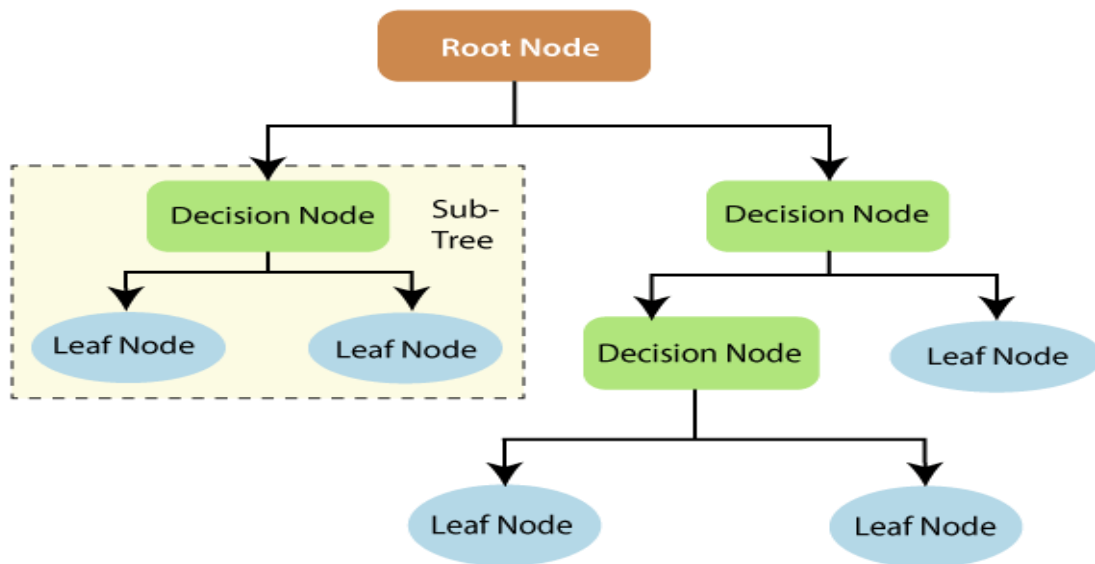 Root Node
Decision Node
Sub-
Tree
Decision Node
Leaf Node
Leaf Node
Decision Node
Leaf Node
Leaf Node
Leaf Node